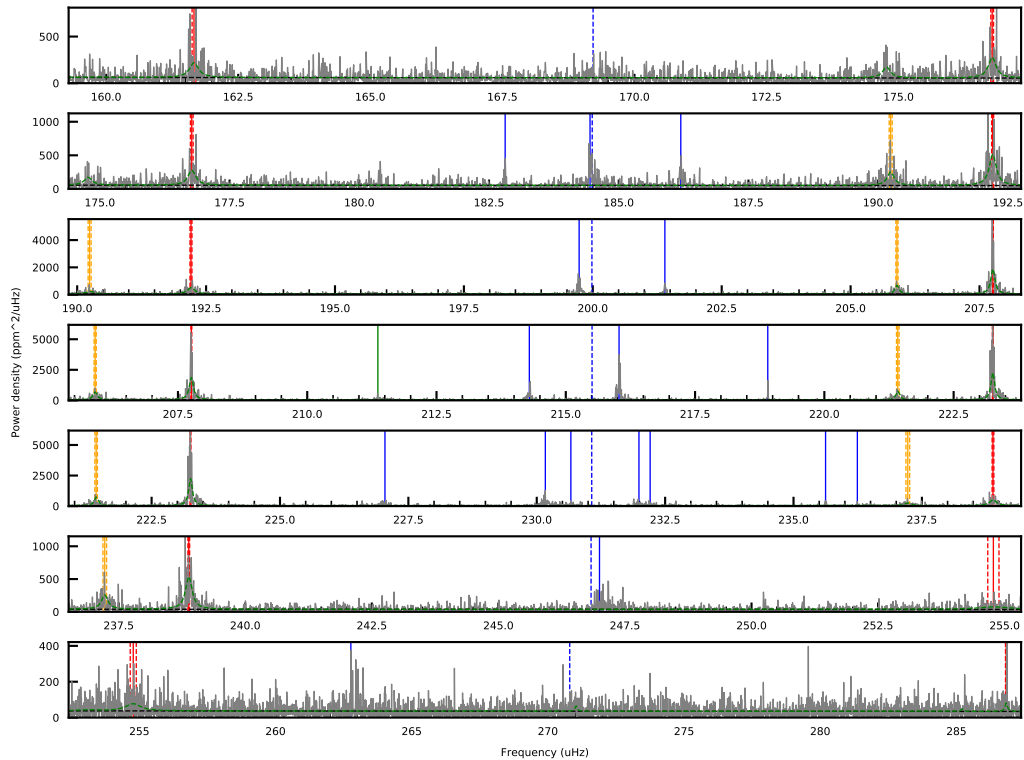 500
0
160.0 162.5 165.0 167.5 170.0 172.5 175.0
1000
500
0
175.0 177.5 180.0 182.5 185.0 187.5 190.0 192.5
4000
2000
0
190.0 192.5 195.0 197.5 200.0 202.5 205.0 207.5
5000
2500
0
207.5 210.0 212.5 215.0 217.5 220.0 222.5
Power density (ppm^2/uHz)
5000
2500
0
222.5 225.0 227.5 230.0 232.5 235.0 237.5
1000
500
0
237.5 240.0 242.5 245.0 247.5 250.0 252.5 255.0
400
200
0
255 260 265 270 275 280 285
Frequency (uHz)